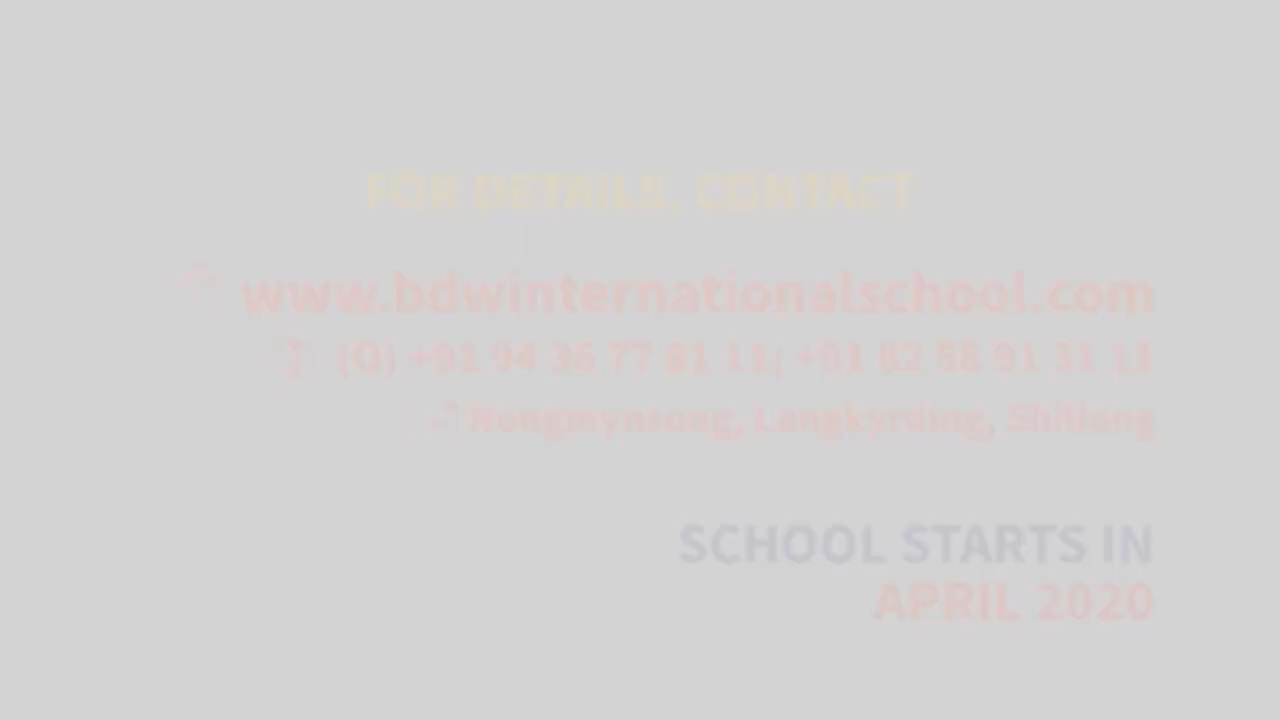 FOR DETAILS, CONTACT
www.bdwinternationalschool.com
(O) +91 94 36 77 81 11; +91 82 58 91 31 11
Nongmynsong, Langkyrding, Shillong
SCHOOL STARTS IN
APRIL 2020